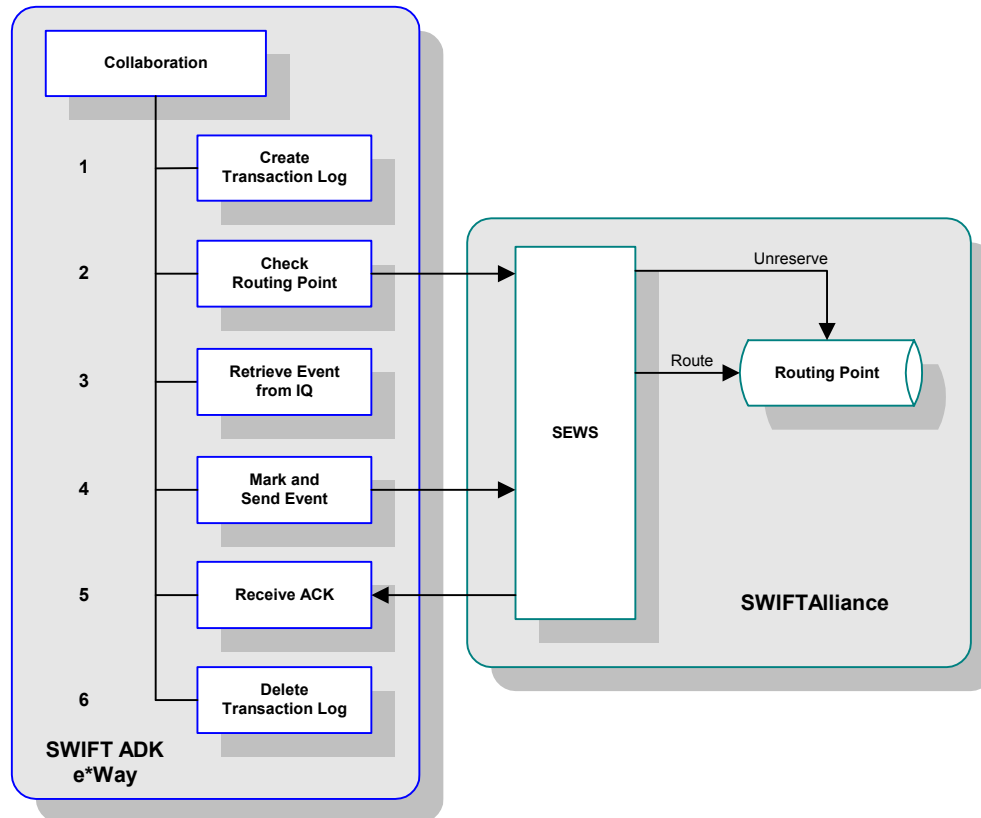 Collaboration
1
Create
Transaction Log
2
Check
Routing Point
3
Retrieve Event
from IQ
4
Mark and
Send Event
5
Receive ACK
6
Delete
Transaction Log
SWIFT ADK
e*Way
SEWS
Unreserve
Route
Routing Point
SWIFTAlliance